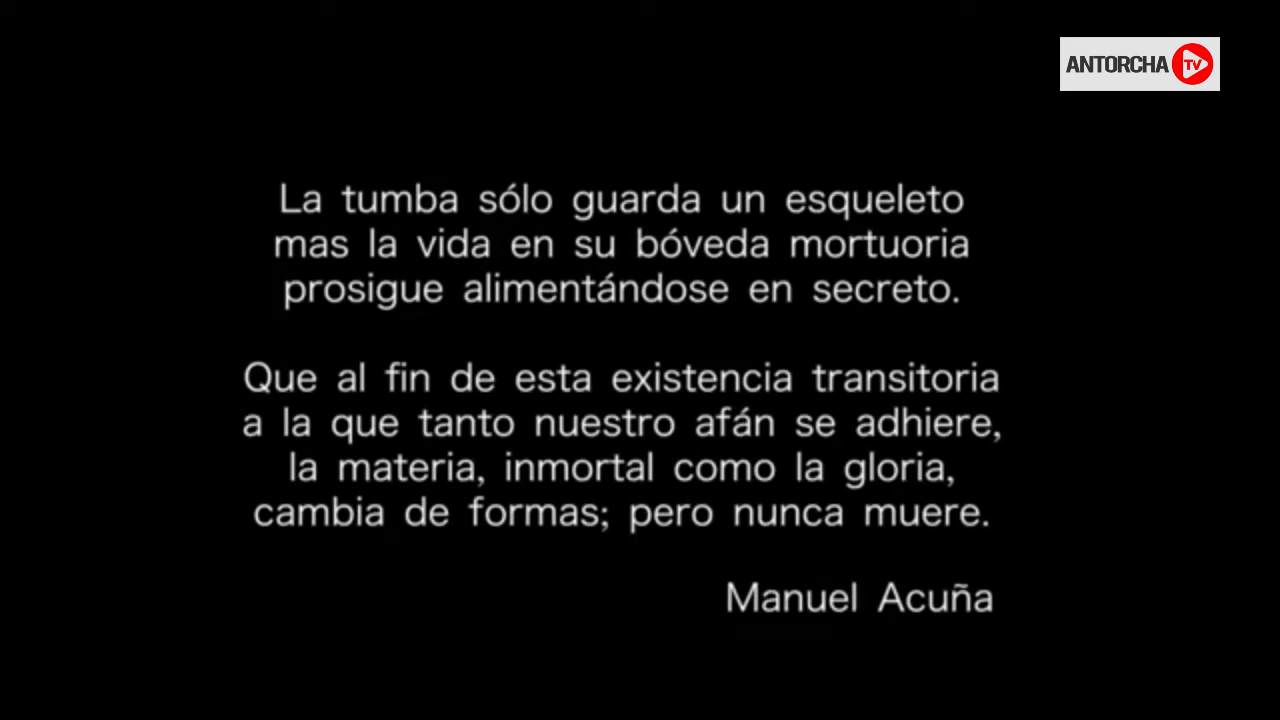 ANTORCHA TV
La tumba sólo guarda un esqueleto
mas la vida en su bóveda mortuoria
prosigue alimentándose en secreto.
Que al fin de esta existencia transitoria
a la que tanto nuestro afán se adhiere,
la materia, inmortal como la gloria,
cambia de formas; pero nunca muere.
Manuel Acuña